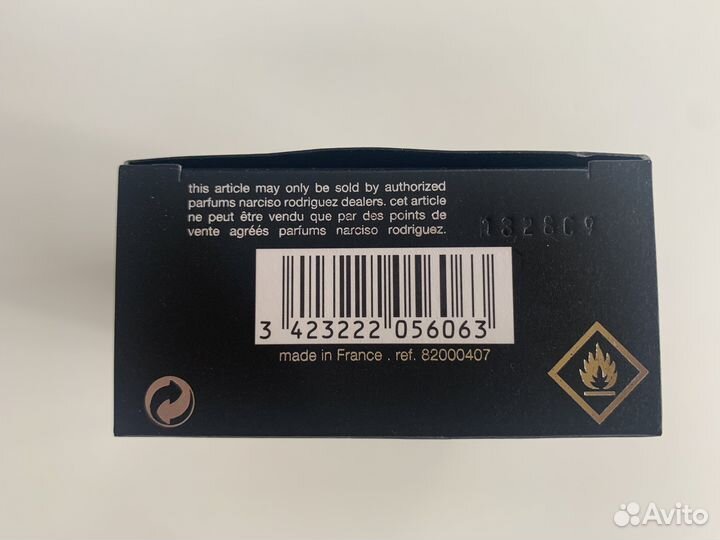 this article may only be sold by authorized
parfums narciso rodriguez dealers. cet article
ne peut être vendu que par des points de
vente agréés parfums narciso rodriguez.
3 423222 056063
made in France . ref. 82000407
Avito